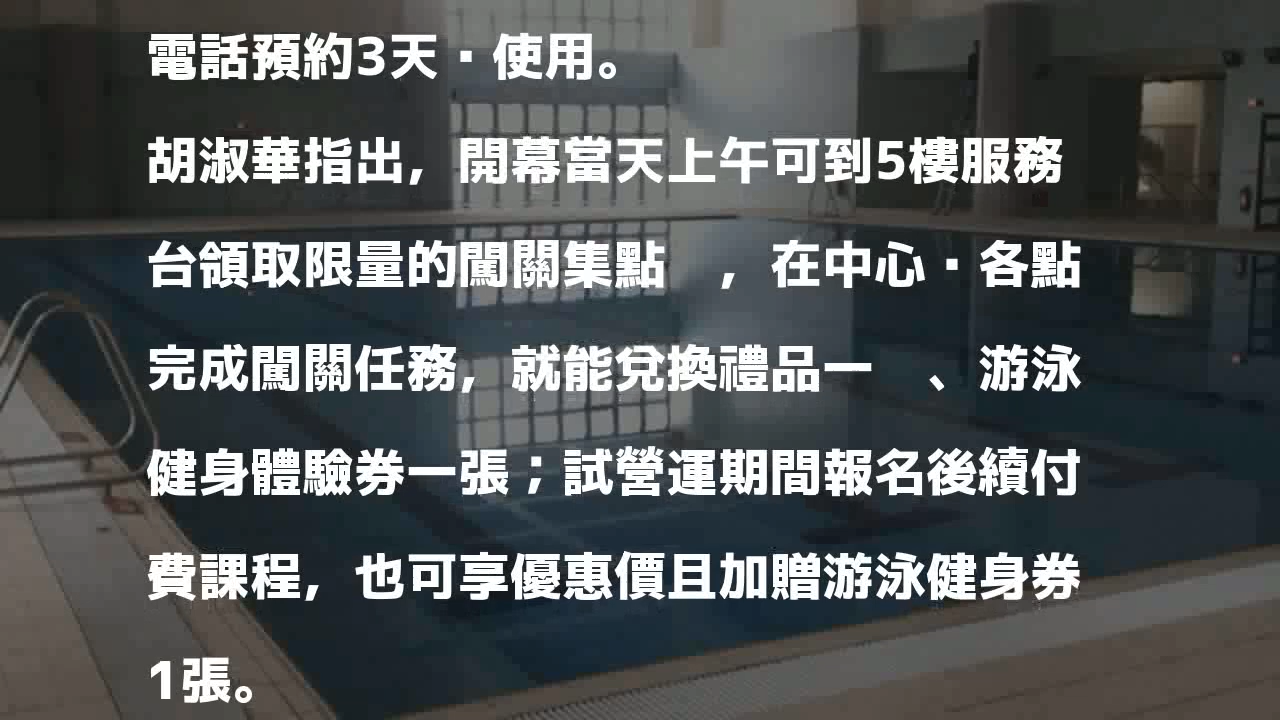 電話預約3天·使用。
胡淑華指出，開幕當天上午可到5樓服務
台領取限量的闖關集點　，在中心·各點
完成闖關任務，就能兌換禮品一　、游泳
健身體驗券一張；試營運期間報名後續付
費課程，也可享優惠價且加贈游泳健身券
1張。